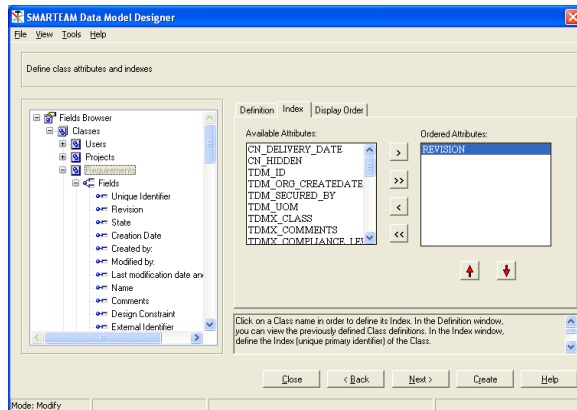 SMARTEAM Data Model Designer
File View Tools Help
Define class attributes and indexes
Fields Browser
Classes
Users
Projects
Requirements
Fields
Unique Identifier
Revision
State
Creation Date
Created by:
Modified by:
Last modification date an
Name
Comments
Design Constraint
External Identifier
Definition Index Display Order
Available Attributes:
CN_DELIVERY_DATE
CN_HIDDEN
TDM_ID
TDM_ORG_CREATEDATE
TDM_SECURED_BY
TDM_UOM
TDMX_CLASS
TDMX_COMMENTS
TDMX_COMPLIANCE_LEV
>
>>
<
<<
Ordered Attributes:
REVISION
Click on a Class name in order to define its Index. In the Definition window,
you can view the previously defined Class definitions. In the Index window,
define the Index (unique primary identifier) of the Class.
Close < Back Next > Create Help
Mode: Modify